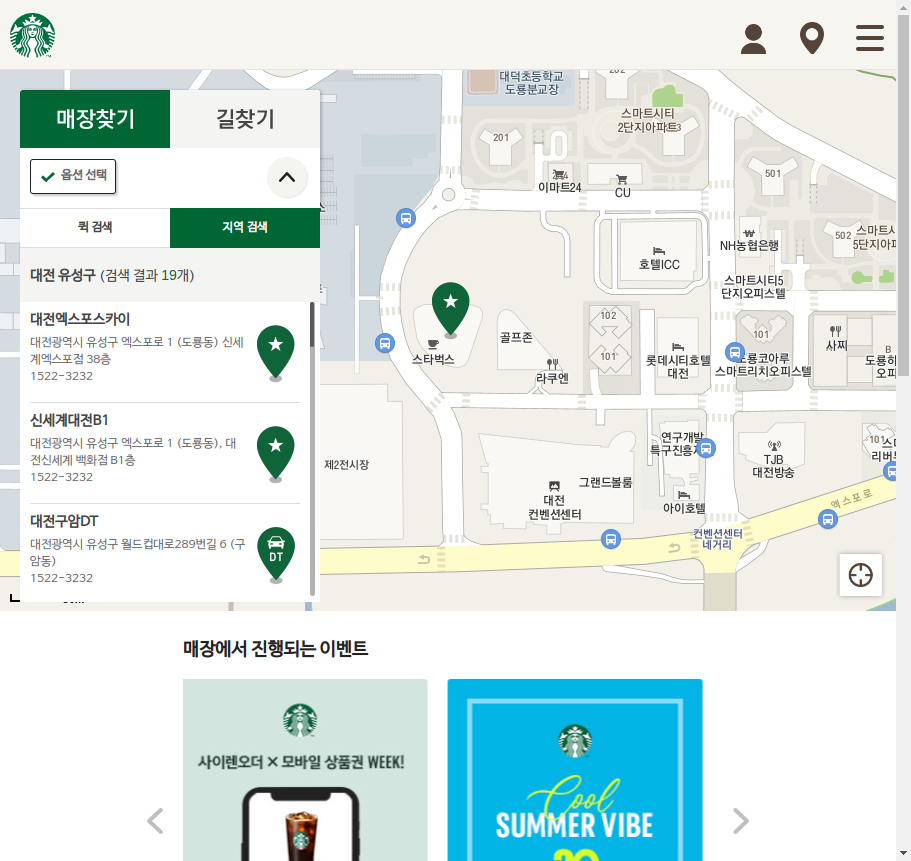 매장찾기
길찾기
옵션 선택
퀵 검색
지역 검색
대전 유성구 (검색 결과 19개)
대전엑스포스카이
대전광역시 유성구 엑스포로 1 (도룡동) 신세
계엑스포점 38층
1522-3232
신세계대전B1
대전광역시 유성구 엑스포로 1 (도룡동), 대
전신세계 백화점 B1층
1522-3232
대전구암DT
대전광역시 유성구 월드컵대로289번길 6 (구
암동)
1522-3232
DT
대덕초등학교
도룡분교장
202
스마트시티
2단지아파트
201
이마트24
CU
501
502
스마트시
5단지아파
NH농협은행
호텔ICC
스마트시티5
단지오피스텔
102
101
골프존
스타벅스
라쿠엔
롯데시티호텔
대전
101
도룡코아루
스마트리치오피스텔
사찌
도룡하
오피
제2전시장
연구개발
특구진흥재
TJB
대전방송
101
리버
그랜드볼룸
대전
컨벤션센터
아이호텔
엑스포로
컨벤션센터
네거리
매장에서 진행되는 이벤트
사이렌오더 × 모바일 상품권 WEEK!
Cool
SUMMER VIBE
20